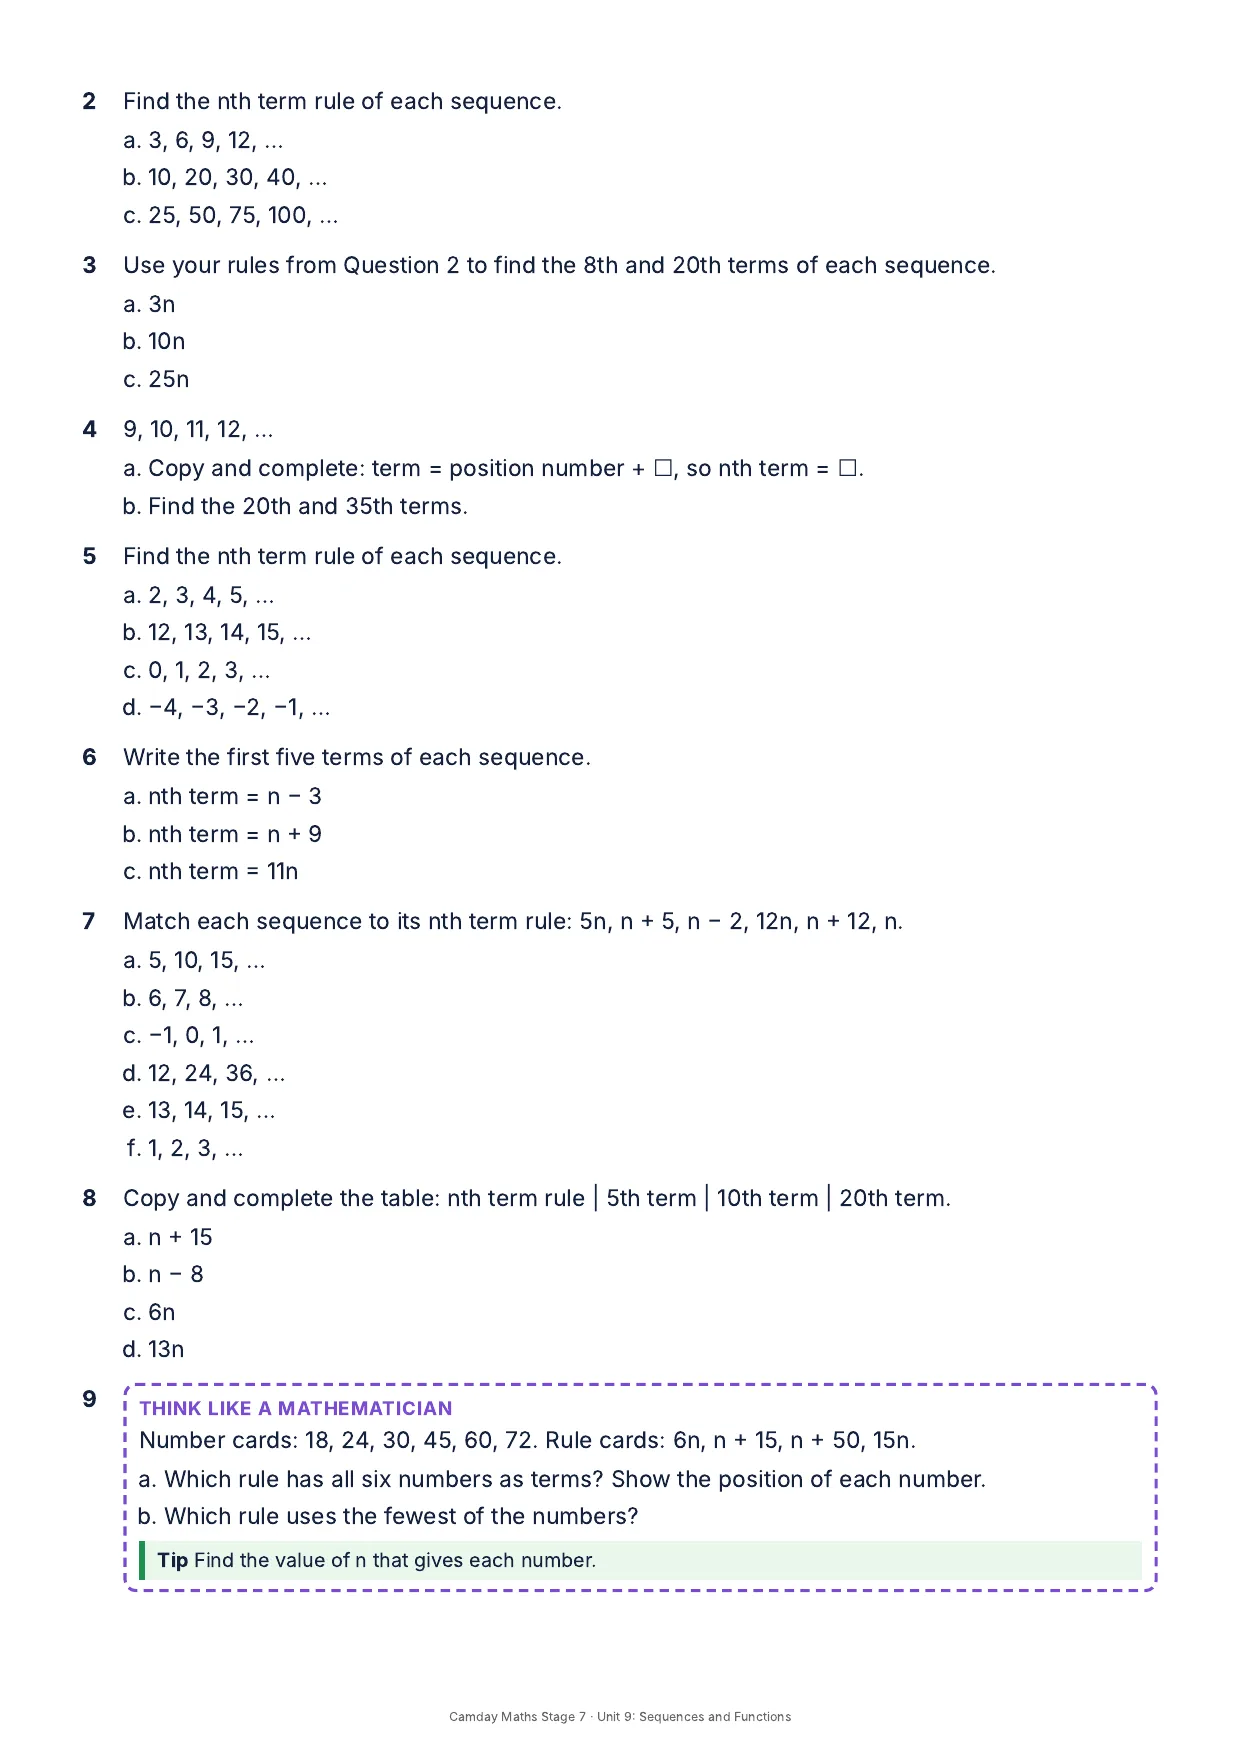 2 Find the nth term rule of each sequence.
a. 3, 6, 9, 12, ...
b. 10, 20, 30, 40, ...
c. 25, 50, 75, 100, ...
3 Use your rules from Question 2 to find the 8th and 20th terms of each sequence.
a. 3n
b. 10n
c. 25n
4 9, 10, 11, 12, ...
a. Copy and complete: term = position number + □, so nth term = □.
b. Find the 20th and 35th terms.
5 Find the nth term rule of each sequence.
a. 2, 3, 4, 5, ...
b. 12, 13, 14, 15, ...
c. 0, 1, 2, 3, ...
d. −4, −3, −2, −1, ...
6 Write the first five terms of each sequence.
a. nth term = n − 3
b. nth term = n + 9
c. nth term = 11n
7 Match each sequence to its nth term rule: 5n, n + 5, n − 2, 12n, n + 12, n.
a. 5, 10, 15, ...
b. 6, 7, 8, ...
c. −1, 0, 1, ...
d. 12, 24, 36, ...
e. 13, 14, 15, ...
f. 1, 2, 3, ...
8 Copy and complete the table: nth term rule | 5th term | 10th term | 20th term.
a. n + 15
b. n − 8
c. 6n
d. 13n
9 THINK LIKE A MATHEMATICIAN
Number cards: 18, 24, 30, 45, 60, 72. Rule cards: 6n, n + 15, n + 50, 15n.
a. Which rule has all six numbers as terms? Show the position of each number.
b. Which rule uses the fewest of the numbers?
Tip Find the value of n that gives each number.
Camday Maths Stage 7 · Unit 9: Sequences and Functions